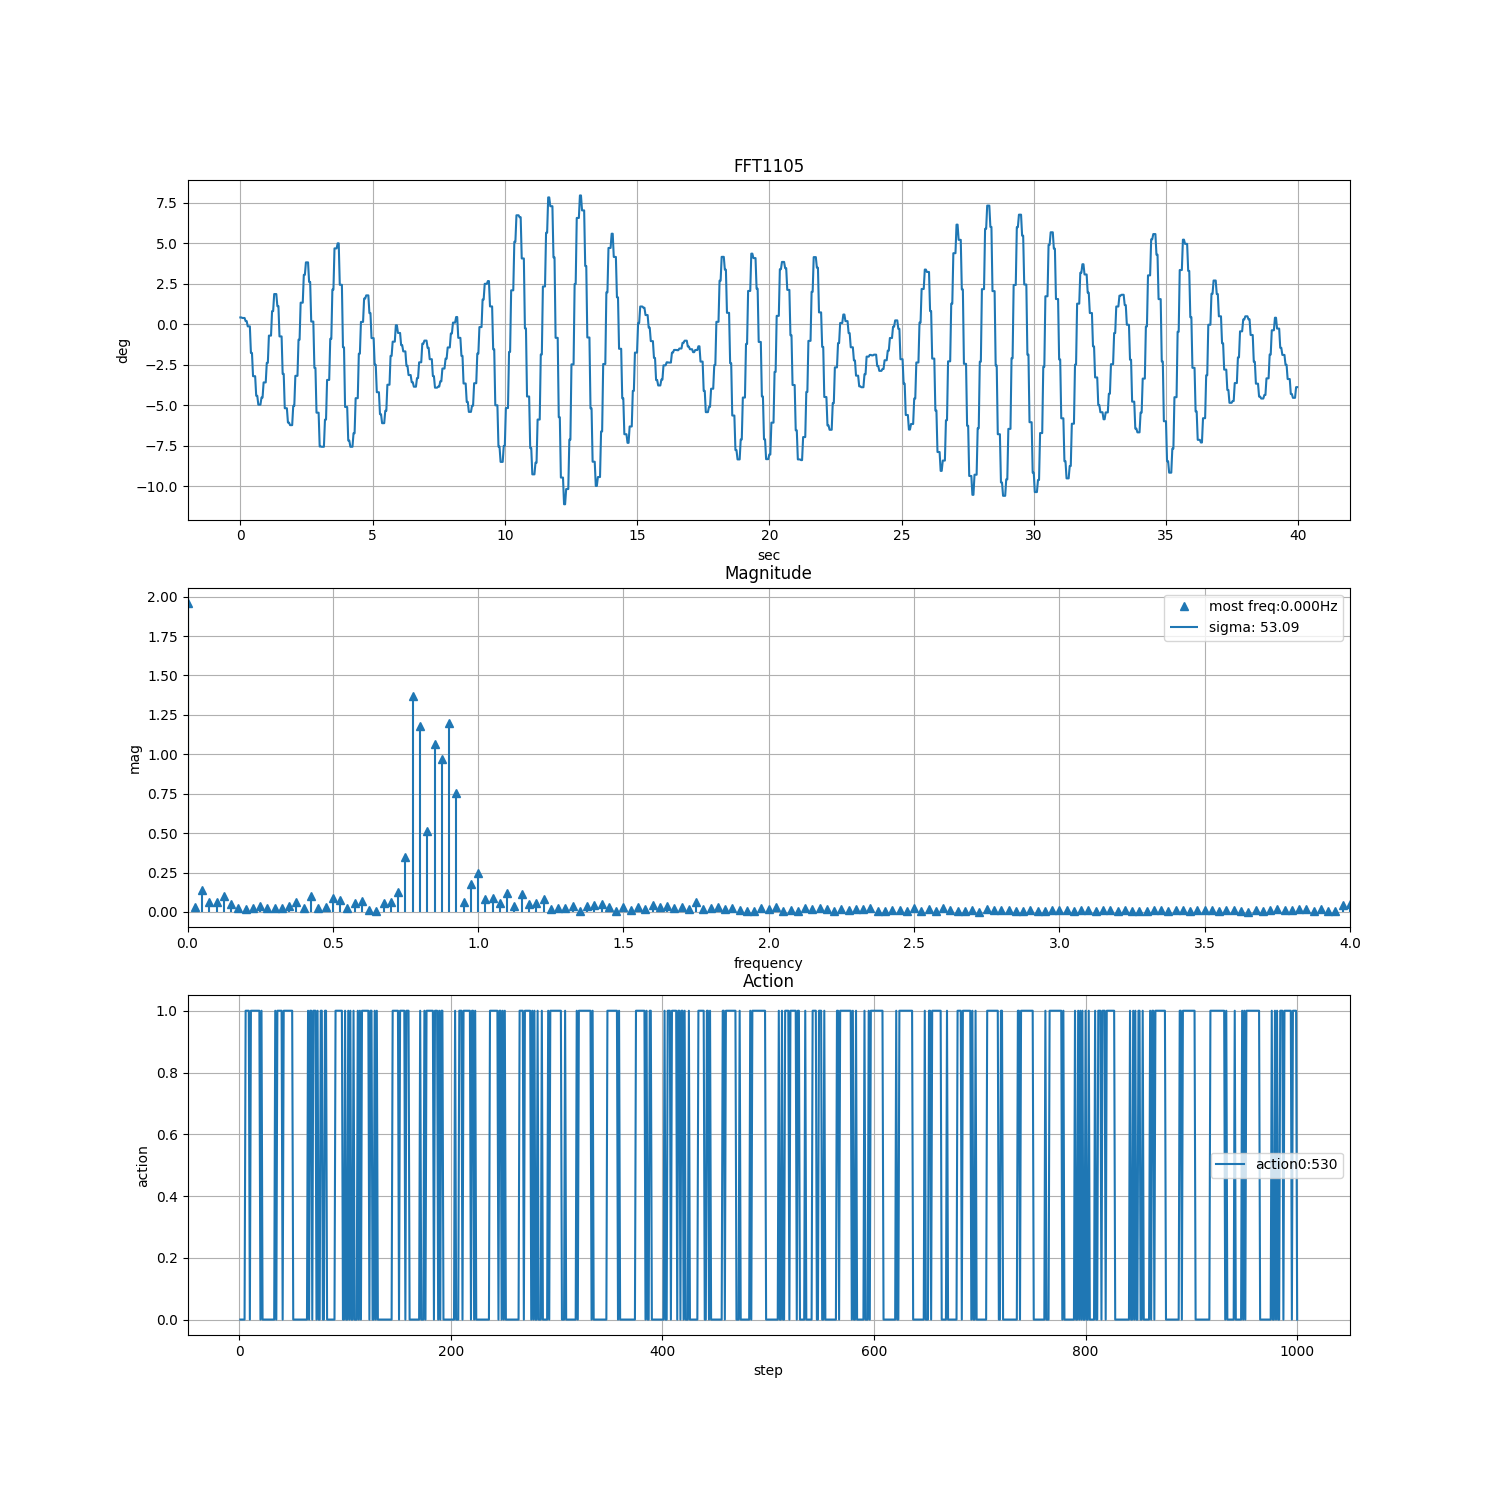 FFT1105
7.5
5.0
2.5
0.0
−2.5
−5.0
−7.5
−10.0
deg
0 5 10 15 20 25 30 35 40
sec
Magnitude
2.00
1.75
1.50
1.25
1.00
0.75
0.50
0.25
0.00
mag
most freq:0.000Hz
sigma: 53.09
0.0 0.5 1.0 1.5 2.0 2.5 3.0 3.5 4.0
frequency
Action
1.0
0.8
0.6
0.4
0.2
0.0
action
action0:530
0 200 400 600 800 1000
step